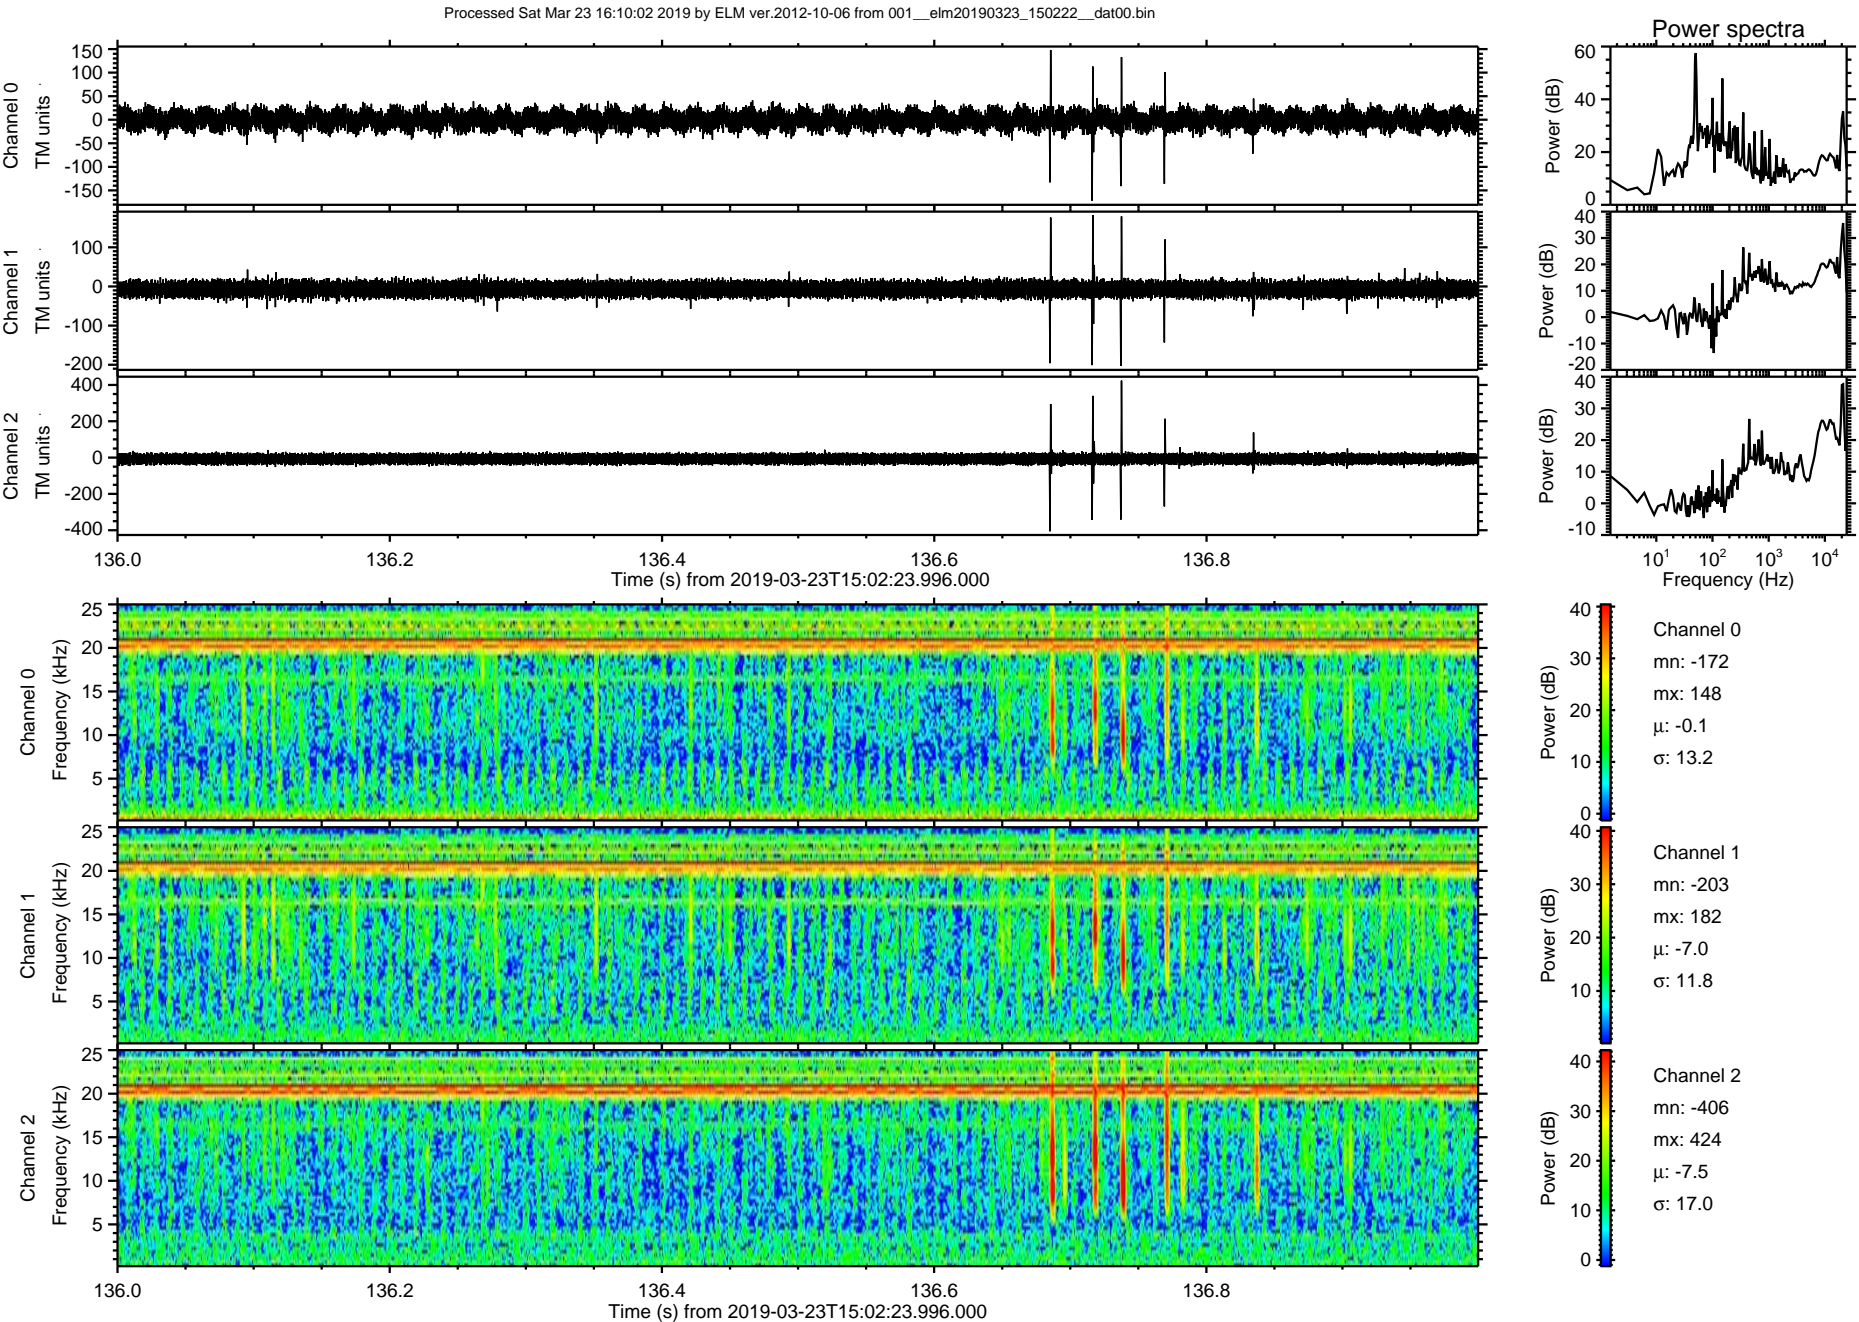 Processed Sat Mar 23 16:10:02 2019 by ELM ver.2012-10-06 from 001__elm20190323_150222__dat00.bin
Power spectra
Channel 0
TM units
150
100
50
0
-50
-100
-150
Power (dB)
60
40
20
0
Channel 1
TM units
100
0
-100
-200
Power (dB)
40
30
20
10
0
-10
-20
Channel 2
TM units
400
200
0
-200
-400
Power (dB)
40
30
20
10
0
-10
136.0 136.2 136.4 136.6 136.8
Time (s) from 2019-03-23T15:02:23.996.000
10¹ 10² 10³ 10⁴
Frequency (Hz)
Channel 0
Frequency (kHz)
25
20
15
10
5
Power (dB)
40
30
20
10
0
Channel 0
mn: -172
mx: 148
μ: -0.1
σ: 13.2
Channel 1
Frequency (kHz)
25
20
15
10
5
Power (dB)
40
30
20
10
Channel 1
mn: -203
mx: 182
μ: -7.0
σ: 11.8
Channel 2
Frequency (kHz)
25
20
15
10
5
Power (dB)
40
30
20
10
0
Channel 2
mn: -406
mx: 424
μ: -7.5
σ: 17.0
136.0 136.2 136.4 136.6 136.8
Time (s) from 2019-03-23T15:02:23.996.000